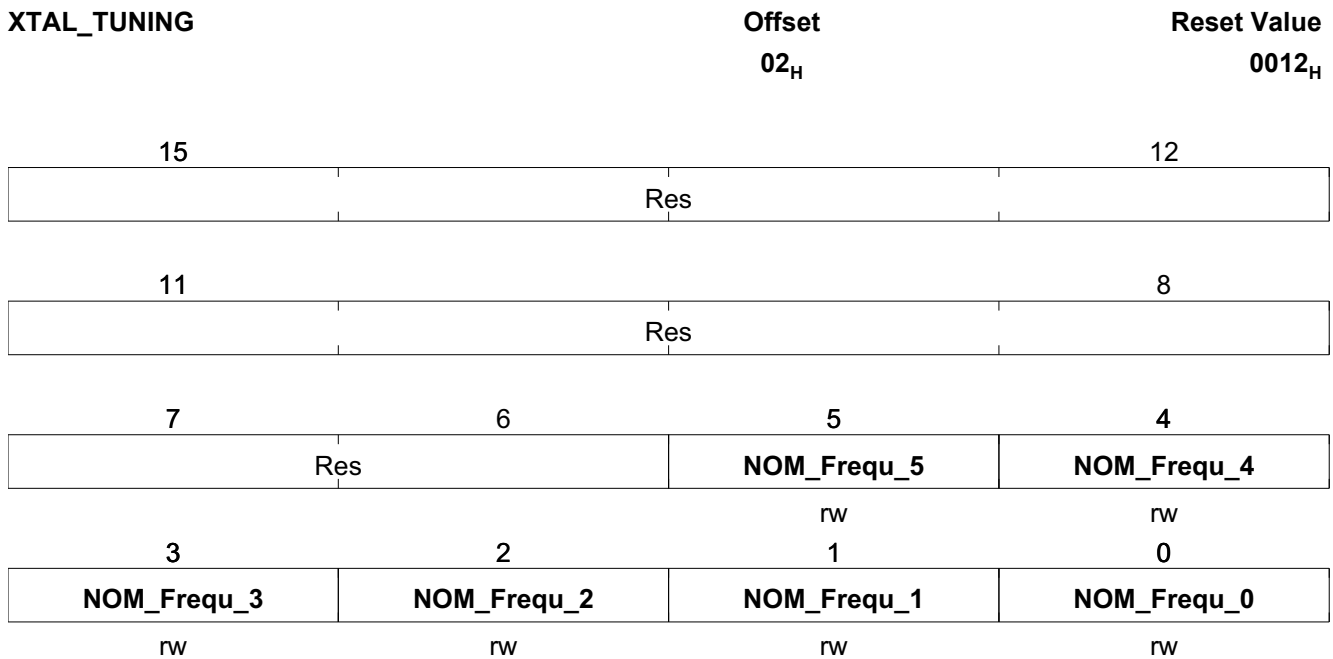 XTAL_TUNING Offset Reset Value
02H 0012H
15 12
Res
11 8
Res
7 6 5 4
Res NOM_Frequ_5 NOM_Frequ_4
rw rw
3 2 1 0
NOM_Frequ_3 NOM_Frequ_2 NOM_Frequ_1 NOM_Frequ_0
rw rw rw rw